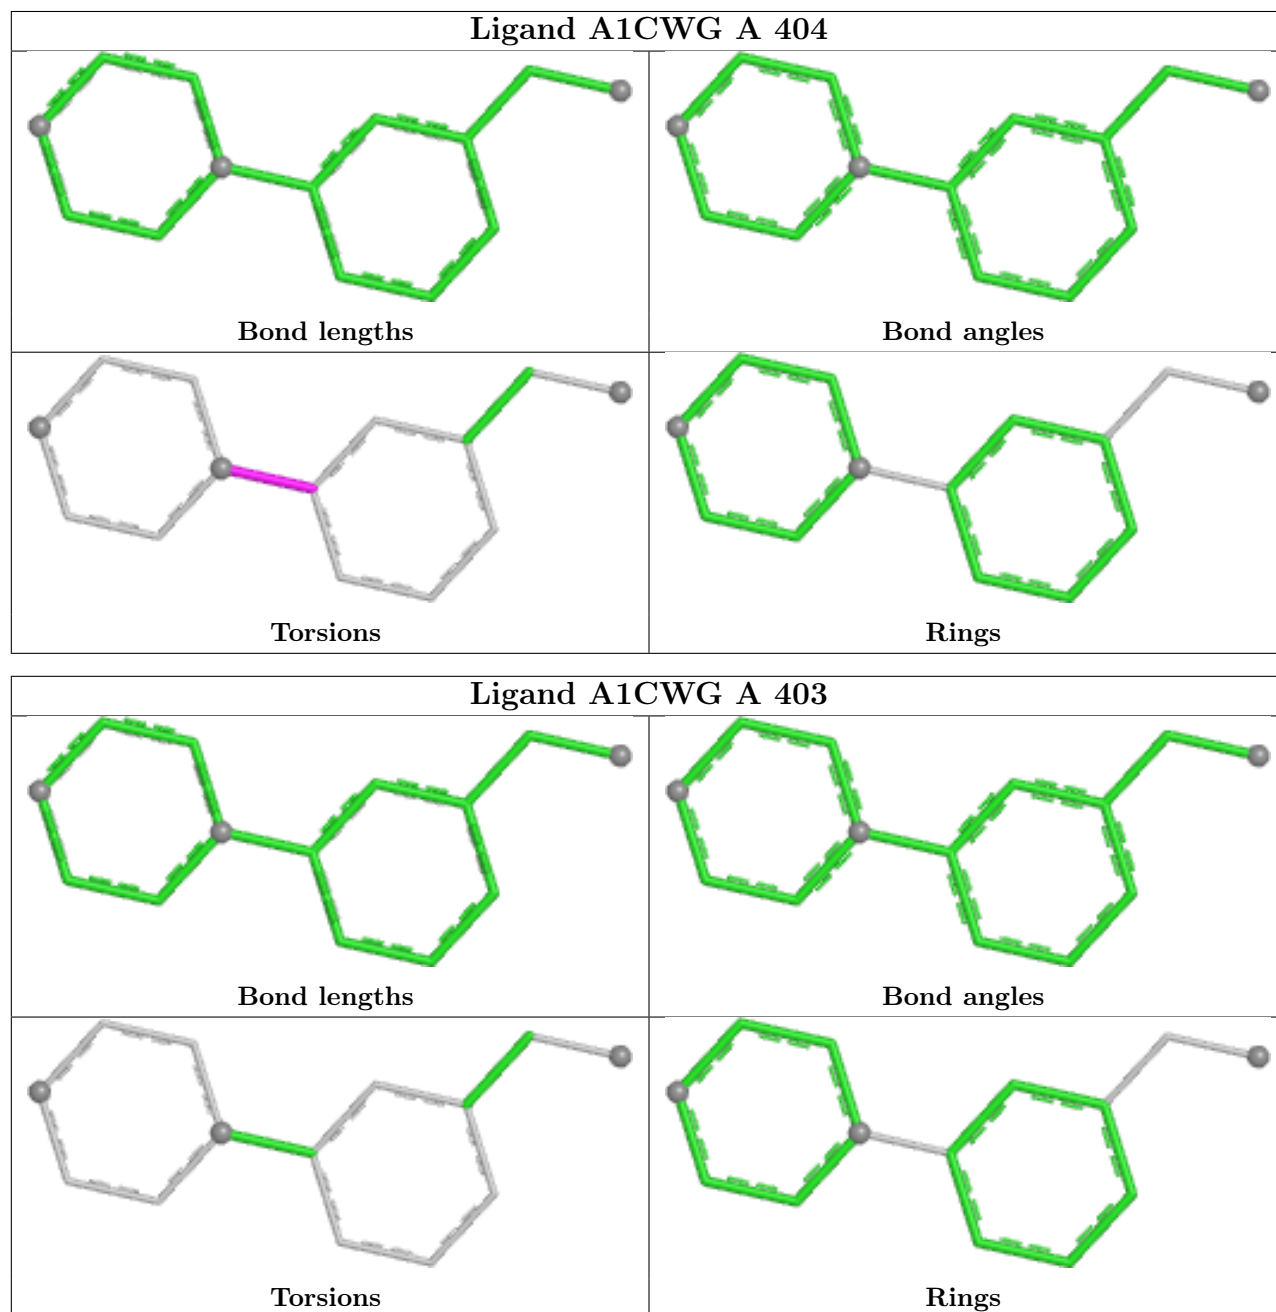 Ligand A1CWG A 404
Bond lengths
Bond angles
Torsions
Rings
Ligand A1CWG A 403
Bond lengths
Bond angles
Torsions
Rings